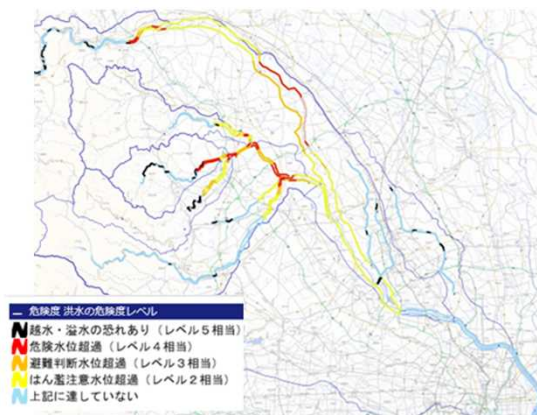 危険度 洪水の危険度レベル
越水・溢水の恐れあり（レベル５相当）
危険水位超過（レベル４相当）
避難判断水位超過（レベル３相当）
はん濫注意水位超過（レベル２相当）
上記に達していない